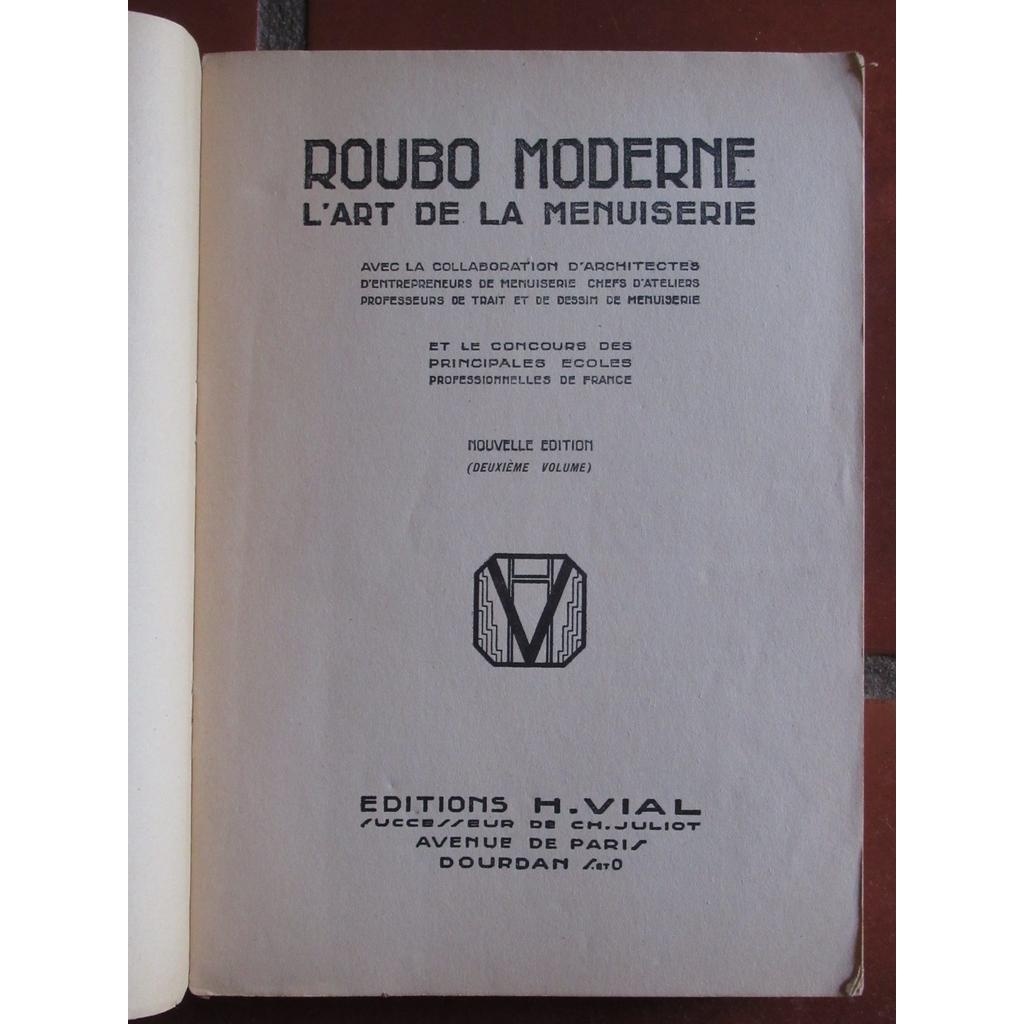 ROUBO MODERNE
L'ART DE LA MENUISERIE
AVEC LA COLLABORATION D'ARCHITECTES
D'ENTREPRENEURS DE MENUISERIE CHEFS D'ATELIERS
PROFESSEURS DE TRAIT ET DE DESSIN DE MENUISERIE
ET LE CONCOURS DES
PRINCIPALES ECOLES
PROFESSIONNELLES DE FRANCE
NOUVELLE EDITION
(DEUXIÈME VOLUME)
HV
EDITIONS H.VIAL
SUCCESSEUR DE CH.JULIOT
AVENUE DE PARIS
DOURDAN S.ET O